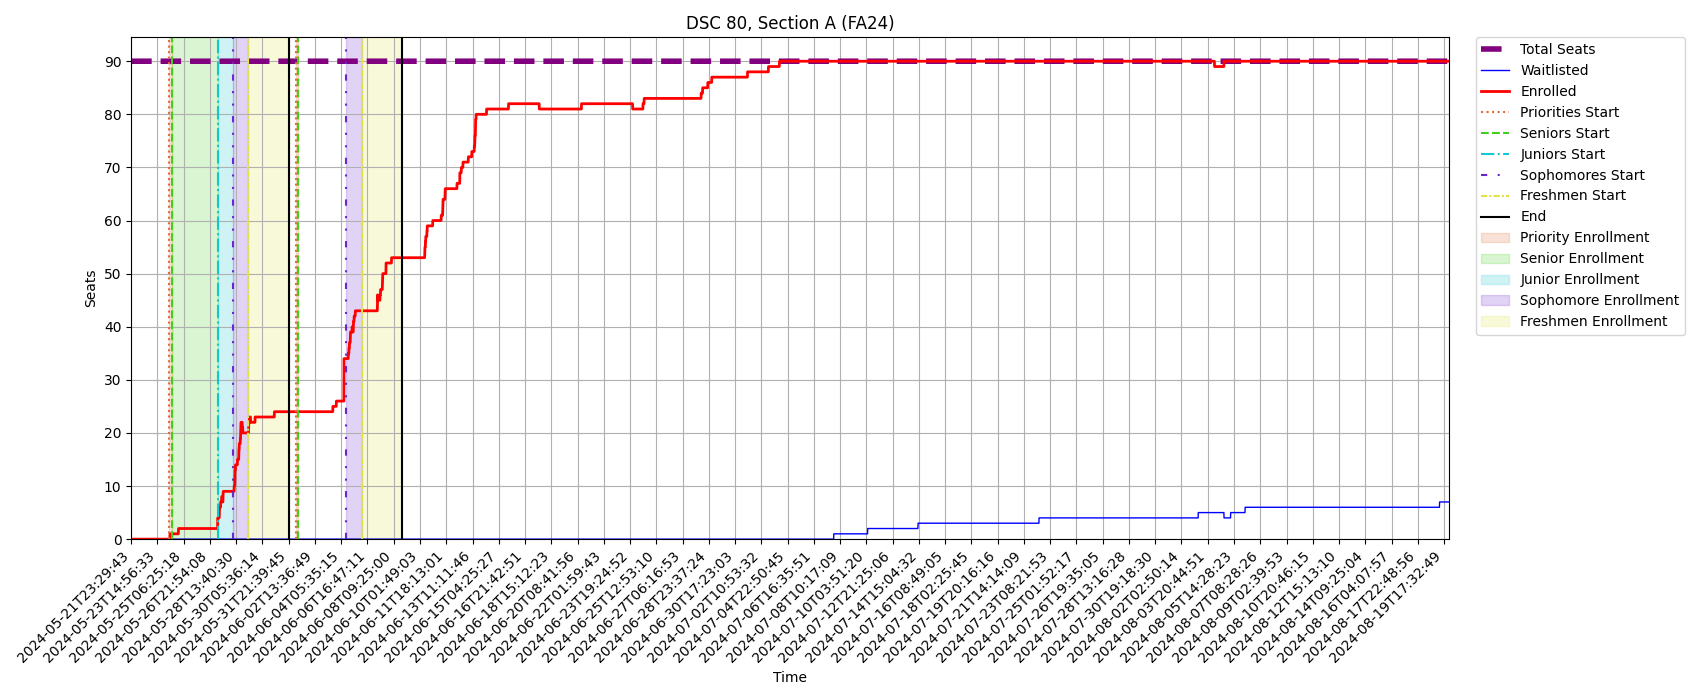 DSC 80, Section A (FA24)
Seats
90
80
70
60
50
40
30
20
10
0
2024-05-21T23:29:43
2024-05-23T14:56:33
2024-05-25T06:25:18
2024-05-26T21:54:08
2024-05-28T13:40:30
2024-05-30T05:36:14
2024-05-31T21:39:45
2024-06-02T13:36:49
2024-06-04T05:35:15
2024-06-06T16:47:11
2024-06-08T09:25:00
2024-06-10T01:49:03
2024-06-11T18:13:01
2024-06-13T11:11:46
2024-06-15T04:25:27
2024-06-16T21:42:51
2024-06-18T15:12:23
2024-06-20T08:41:56
2024-06-22T01:59:43
2024-06-23T19:24:52
2024-06-25T12:53:10
2024-06-27T06:16:53
2024-06-28T23:37:24
2024-06-30T17:23:03
2024-07-02T10:53:32
2024-07-04T22:50:45
2024-07-06T16:35:51
2024-07-08T10:17:09
2024-07-10T03:51:20
2024-07-12T21:25:06
2024-07-14T15:04:32
2024-07-16T08:49:05
2024-07-18T02:25:45
2024-07-19T20:16:16
2024-07-21T14:14:09
2024-07-23T08:21:53
2024-07-25T01:52:17
2024-07-26T19:35:05
2024-07-28T13:16:28
2024-07-30T19:18:30
2024-08-02T02:50:14
2024-08-03T20:44:51
2024-08-05T14:28:23
2024-08-07T08:28:26
2024-08-09T02:39:53
2024-08-10T20:46:15
2024-08-12T15:13:10
2024-08-14T09:25:04
2024-08-16T04:07:57
2024-08-17T22:48:56
2024-08-19T17:32:49
Time
Total Seats
Waitlisted
Enrolled
Priorities Start
Seniors Start
Juniors Start
Sophomores Start
Freshmen Start
End
Priority Enrollment
Senior Enrollment
Junior Enrollment
Sophomore Enrollment
Freshmen Enrollment